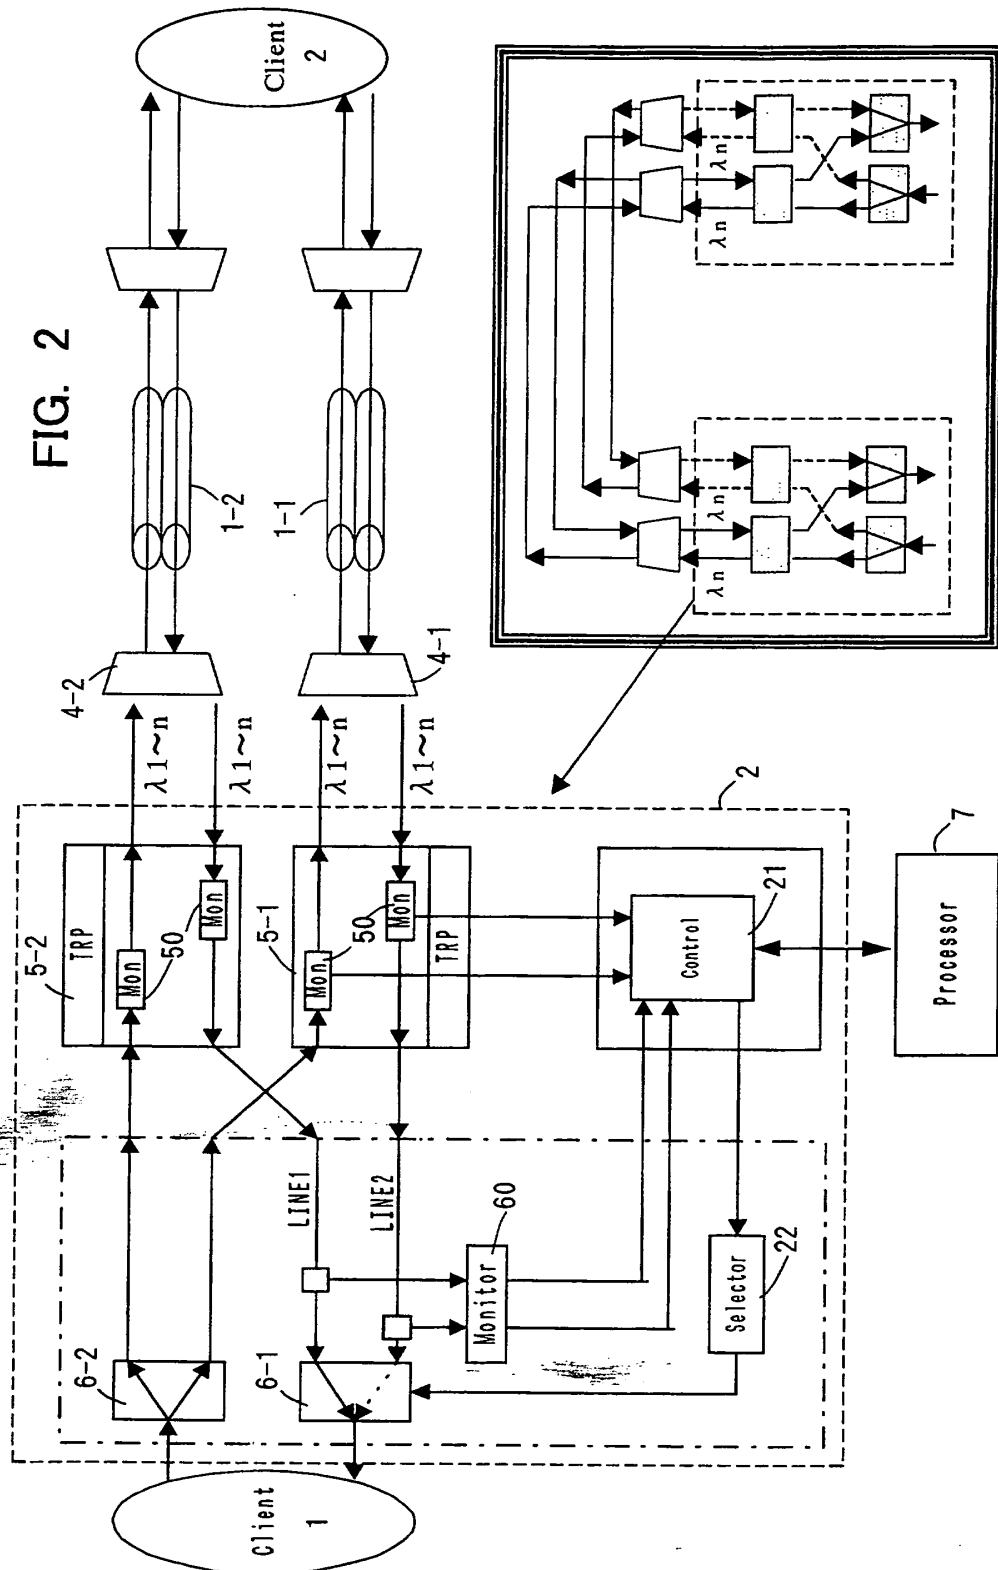 FIG. 2
Client
1
6-2
6-1
LINE1
LINE2
Monitor
60
Selector
22
5-2
TRP
Mon
50
Mon
5-1
Mon
50
Mon
TRP
Control
21
2
Processor
7
λ1~n
λ1~n
λ1~n
λ1~n
4-2
4-1
1-2
1-1
Client
2
λn
λn
λn
λn